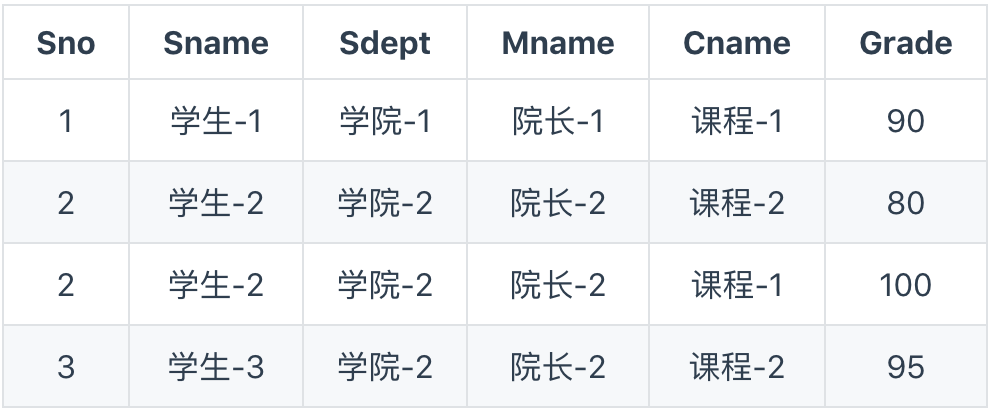 Sno Sname Sdept Mname Cname Grade
1 学生-1 学院-1 院长-1 课程-1 90
2 学生-2 学院-2 院长-2 课程-2 80
2 学生-2 学院-2 院长-2 课程-1 100
3 学生-3 学院-2 院长-2 课程-2 95